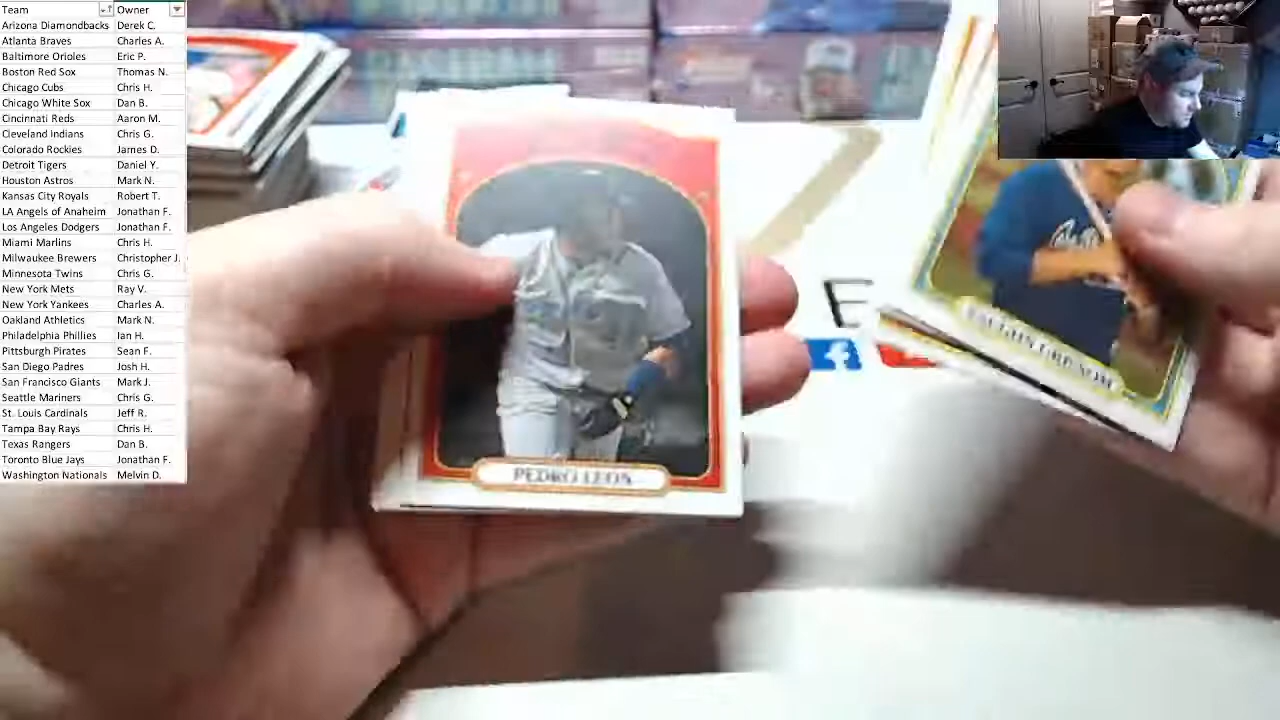 Team Owner
Arizona Diamondbacks Derek C.
Atlanta Braves Charles A.
Baltimore Orioles Eric P.
Boston Red Sox Thomas N.
Chicago Cubs Chris H.
Chicago White Sox Dan B.
Cincinnati Reds Aaron M.
Cleveland Indians Chris G.
Colorado Rockies James D.
Detroit Tigers Daniel Y.
Houston Astros Mark N.
Kansas City Royals Robert T.
LA Angels of Anaheim Jonathan F.
Los Angeles Dodgers Jonathan F.
Miami Marlins Chris H.
Milwaukee Brewers Christopher J.
Minnesota Twins Chris G.
New York Mets Ray V.
New York Yankees Charles A.
Oakland Athletics Mark N.
Philadelphia Phillies Ian H.
Pittsburgh Pirates Sean F.
San Diego Padres Josh F.
San Francisco Giants Mark J.
Seattle Mariners Chris G.
St. Louis Cardinals Jeff R.
Tampa Bay Rays Chris H.
Texas Rangers Dan B.
Toronto Blue Jays Jonathan F.
Washington Nationals Melvin D.
PEDRO LEON
E
f